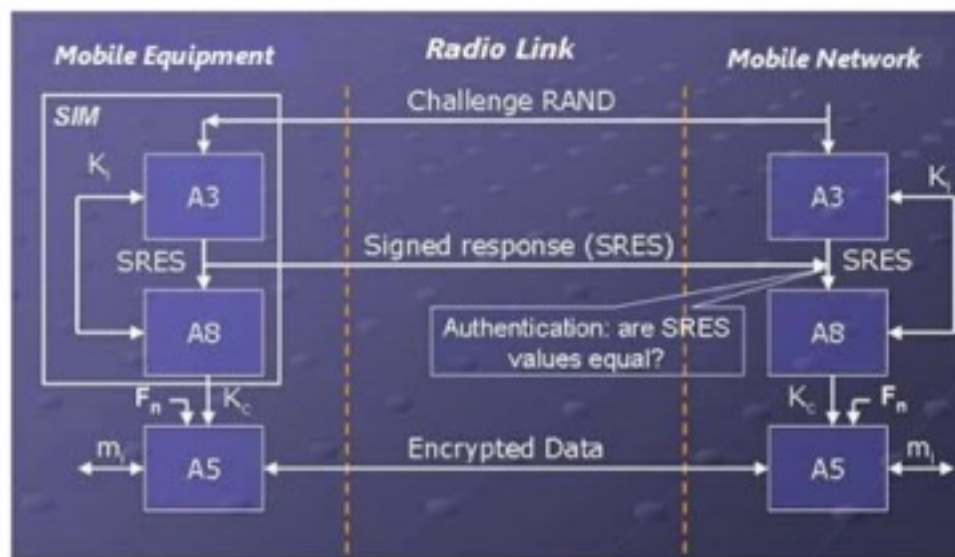 Mobile Equipment
Radio Link
Mobile Network
Challenge RAND
SIM
Ki
A3
A3
Ki
SRES
Signed response (SRES)
SRES
A8
Authentication: are SRES
values equal?
A8
Fn
Kc
Kc
Fn
mi
A5
Encrypted Data
A5
mi